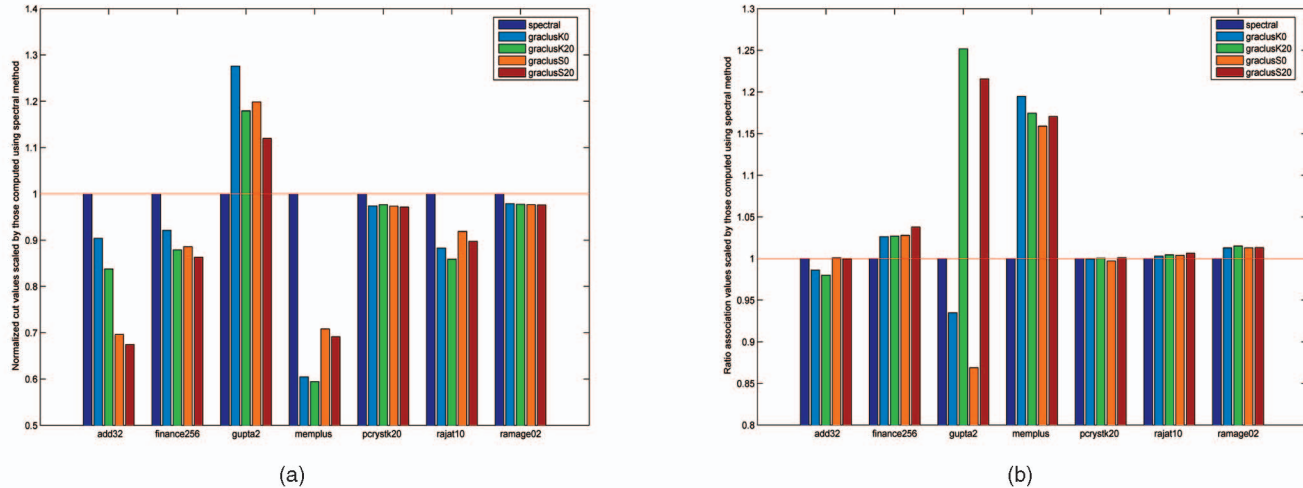 Normalized cut values scaled by those computed using spectral method
1.4
1.3
1.2
1.1
1
0.9
0.8
0.7
0.6
0.5
spectral
graclusK0
graclusK20
graclusS0
graclusS20
add32 finance256 gupta2 memplus pcrystk20 rajat10 ramage02
(a)
Ratio association values scaled by those computed using spectral method
1.3
1.25
1.2
1.15
1.1
1.05
1
0.95
0.9
0.85
0.8
spectral
graclusK0
graclusK20
graclusS0
graclusS20
add32 finance256 gupta2 memplus pcrystk20 rajat10 ramage02
(b)